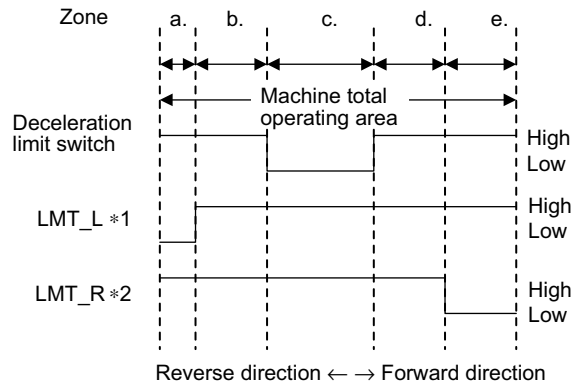 Zone a. b. c. d. e.
Machine total
operating area
Deceleration
limit switch
High
Low
LMT_L *1
High
Low
LMT_R *2
High
Low
Reverse direction ← → Forward direction